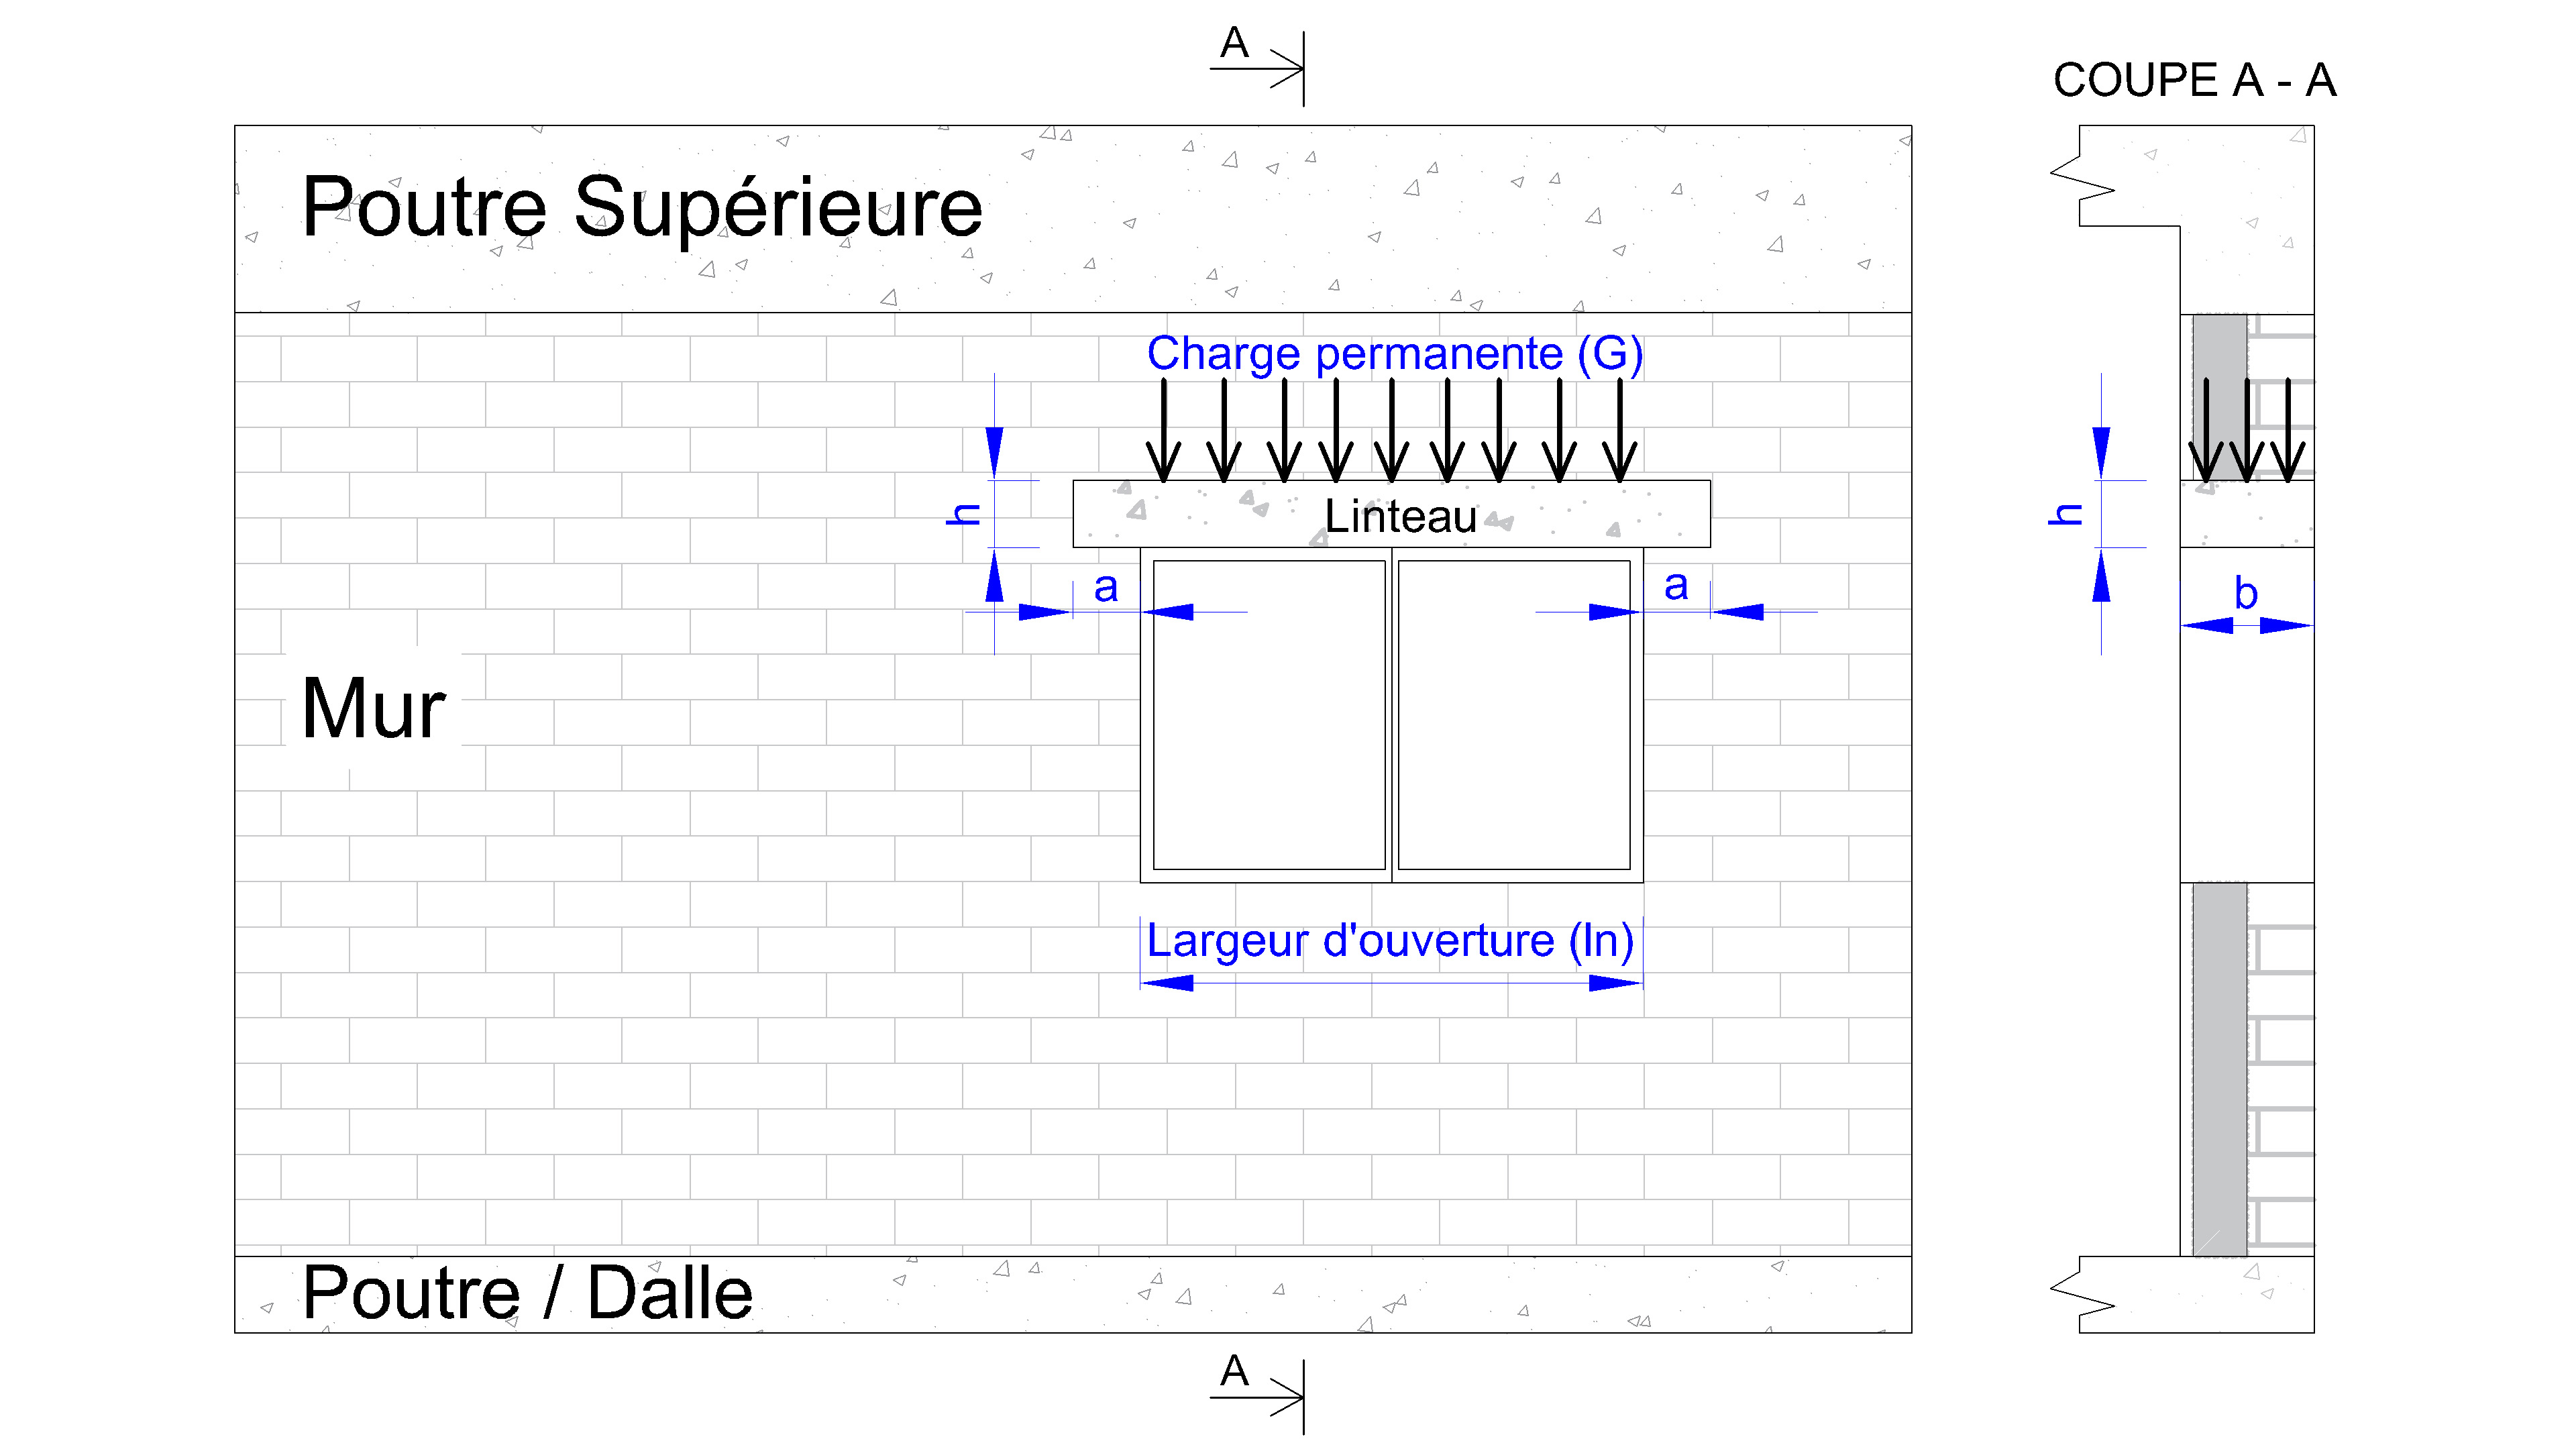 A
COUPE A - A
Poutre Supérieure
Charge permanente (G)
h
Linteau
h
a
a
b
Mur
Largeur d'ouverture (ln)
Poutre / Dalle
A